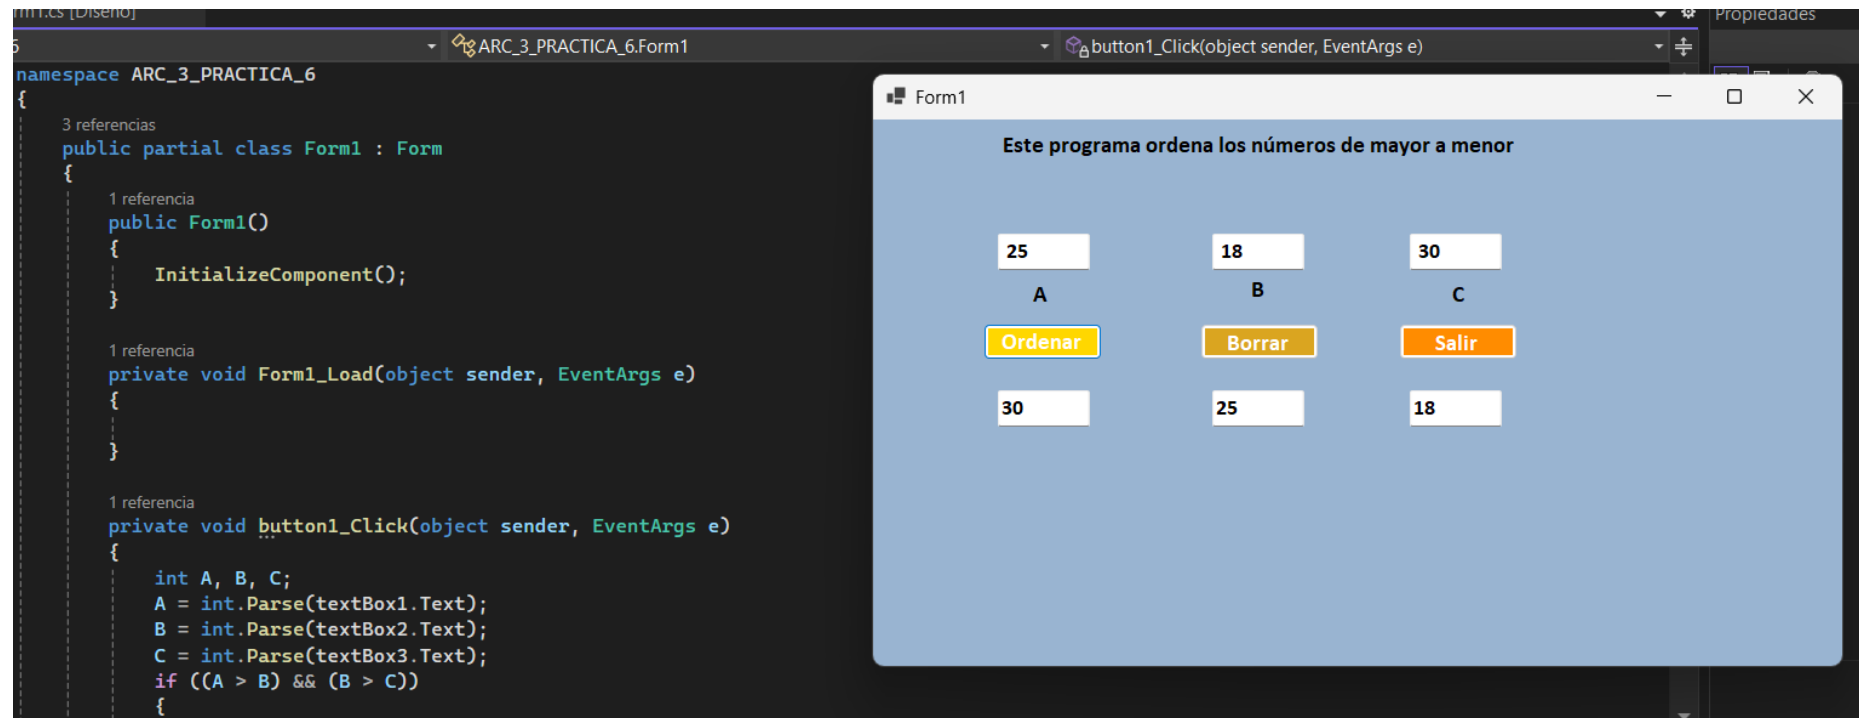 rm1.cs [Diseño]
Propiedades
6
ARC_3_PRACTICA_6.Form1
button1_Click(object sender, EventArgs e)
namespace ARC_3_PRACTICA_6
{
3 referencias
public partial class Form1 : Form
{
1 referencia
public Form1()
{
InitializeComponent();
}
1 referencia
private void Form1_Load(object sender, EventArgs e)
{
}
1 referencia
private void button1_Click(object sender, EventArgs e)
{
int A, B, C;
A = int.Parse(textBox1.Text);
B = int.Parse(textBox2.Text);
C = int.Parse(textBox3.Text);
if ((A > B) && (B > C))
{
Form1
Este programa ordena los números de mayor a menor
25 18 30
A B C
Ordenar Borrar Salir
30 25 18